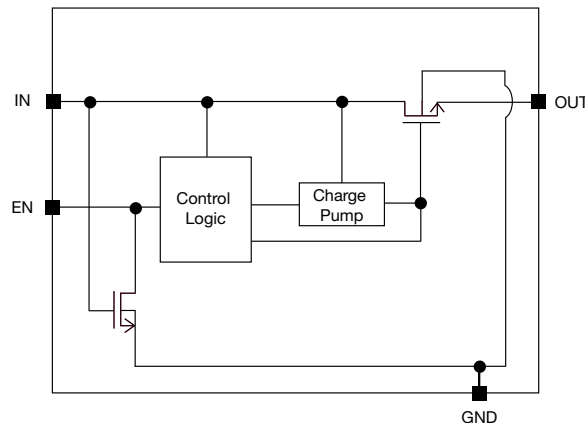 IN
OUT
EN
Control
Logic
Charge
Pump
GND